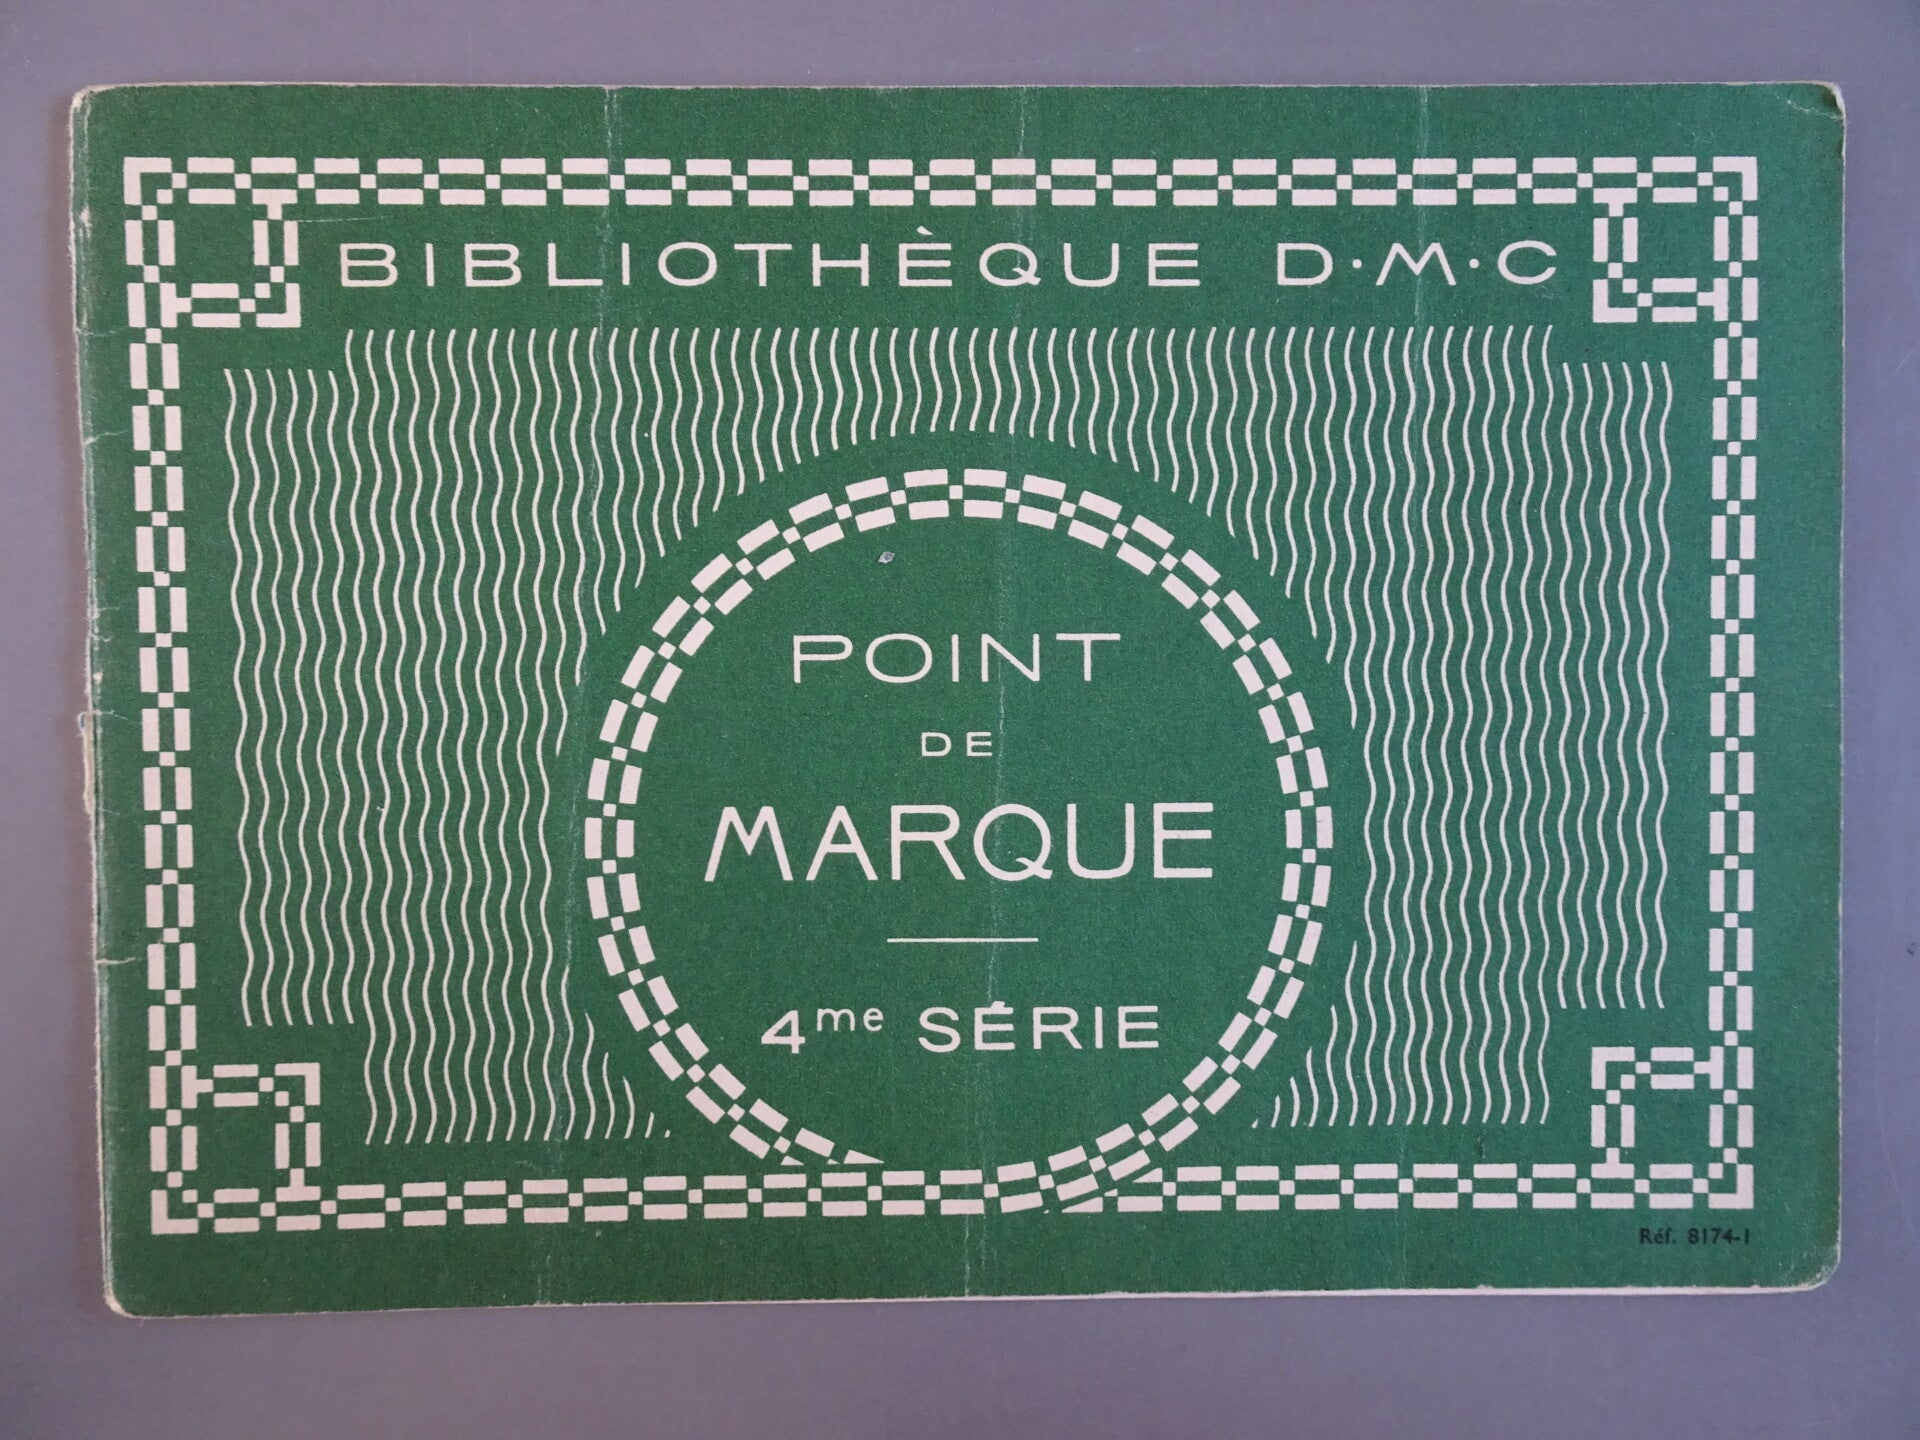 BIBLIOTHÈQUE D·M·C
POINT
DE
MARQUE
4me SÉRIE
Réf. 8174-1